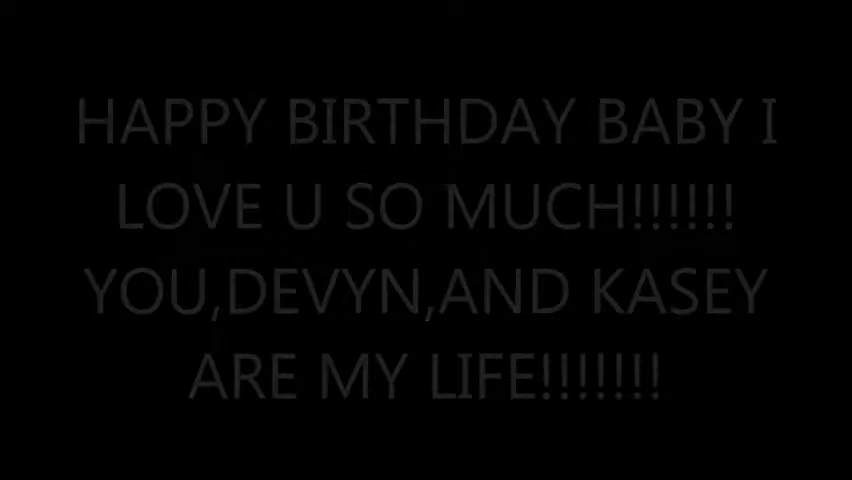 HAPPY BIRTHDAY BABY I
LOVE U SO MUCH!!!!!!
YOU,DEVYN,AND KASEY
ARE MY LIFE!!!!!!!